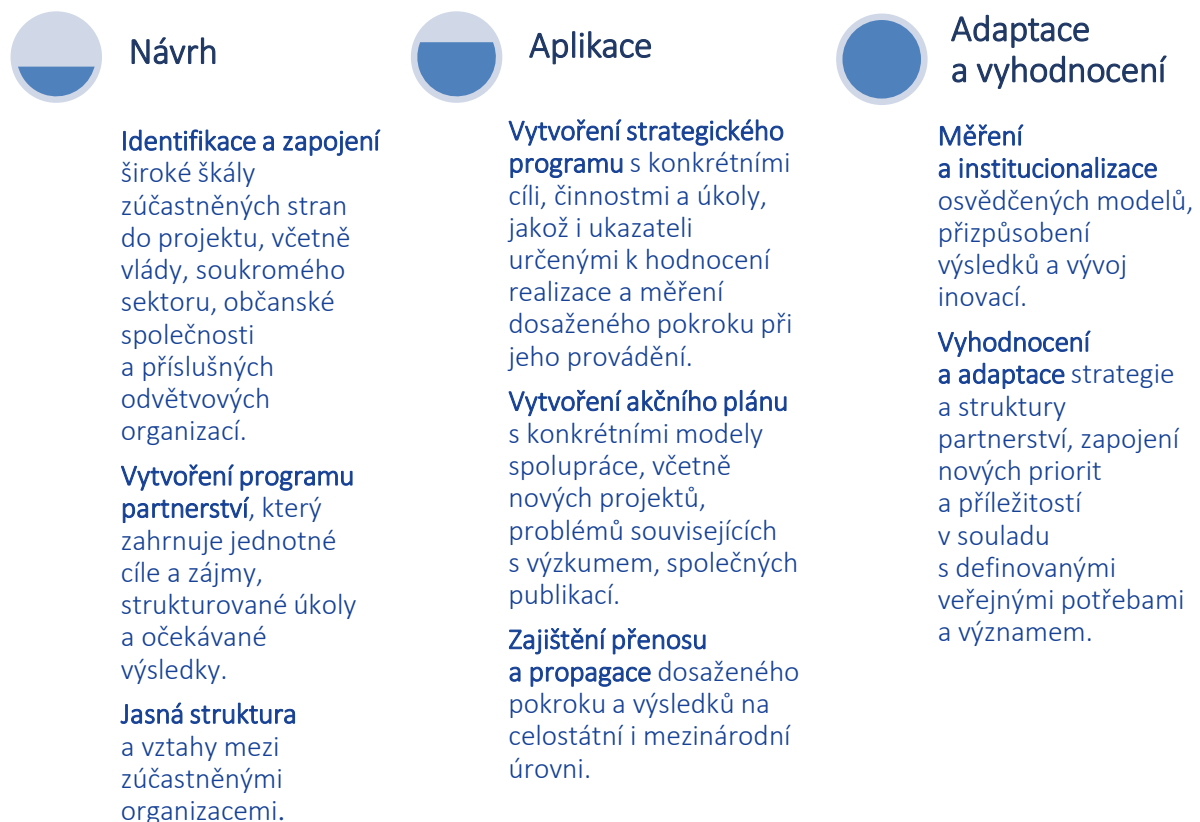 Návrh
Identifikace a zapojení
široké škály
zúčastněných stran
do projektu, včetně
vlády, soukromého
sektoru, občanské
společnosti
a příslušných
odvětvových
organizací.
Vytvoření programu
partnerství, který
zahrnuje jednotné
cíle a zájmy,
strukturované úkoly
a očekávané
výsledky.
Jasná struktura
a vztahy mezi
zúčastněnými
organizacemi.
Aplikace
Vytvoření strategického
programu s konkrétními
cíli, činnostmi a úkoly,
jakož i ukazateli
určenými k hodnocení
realizace a měření
dosaženého pokroku při
jeho provádění.
Vytvoření akčního plánu
s konkrétními modely
spolupráce, včetně
nových projektů,
problémů souvisejících
s výzkumem, společných
publikací.
Zajištění přenosu
a propagace dosaženého
pokroku a výsledků na
celostátní i mezinárodní
úrovni.
Adaptace
a vyhodnocení
Měření
a institucionalizace
osvědčených modelů,
přizpůsobení
výsledků a vývoj
inovací.
Vyhodnocení
a adaptace strategie
a struktury
partnerství, zapojení
nových priorit
a příležitostí
v souladu
s definovanými
veřejnými potřebami
a významem.